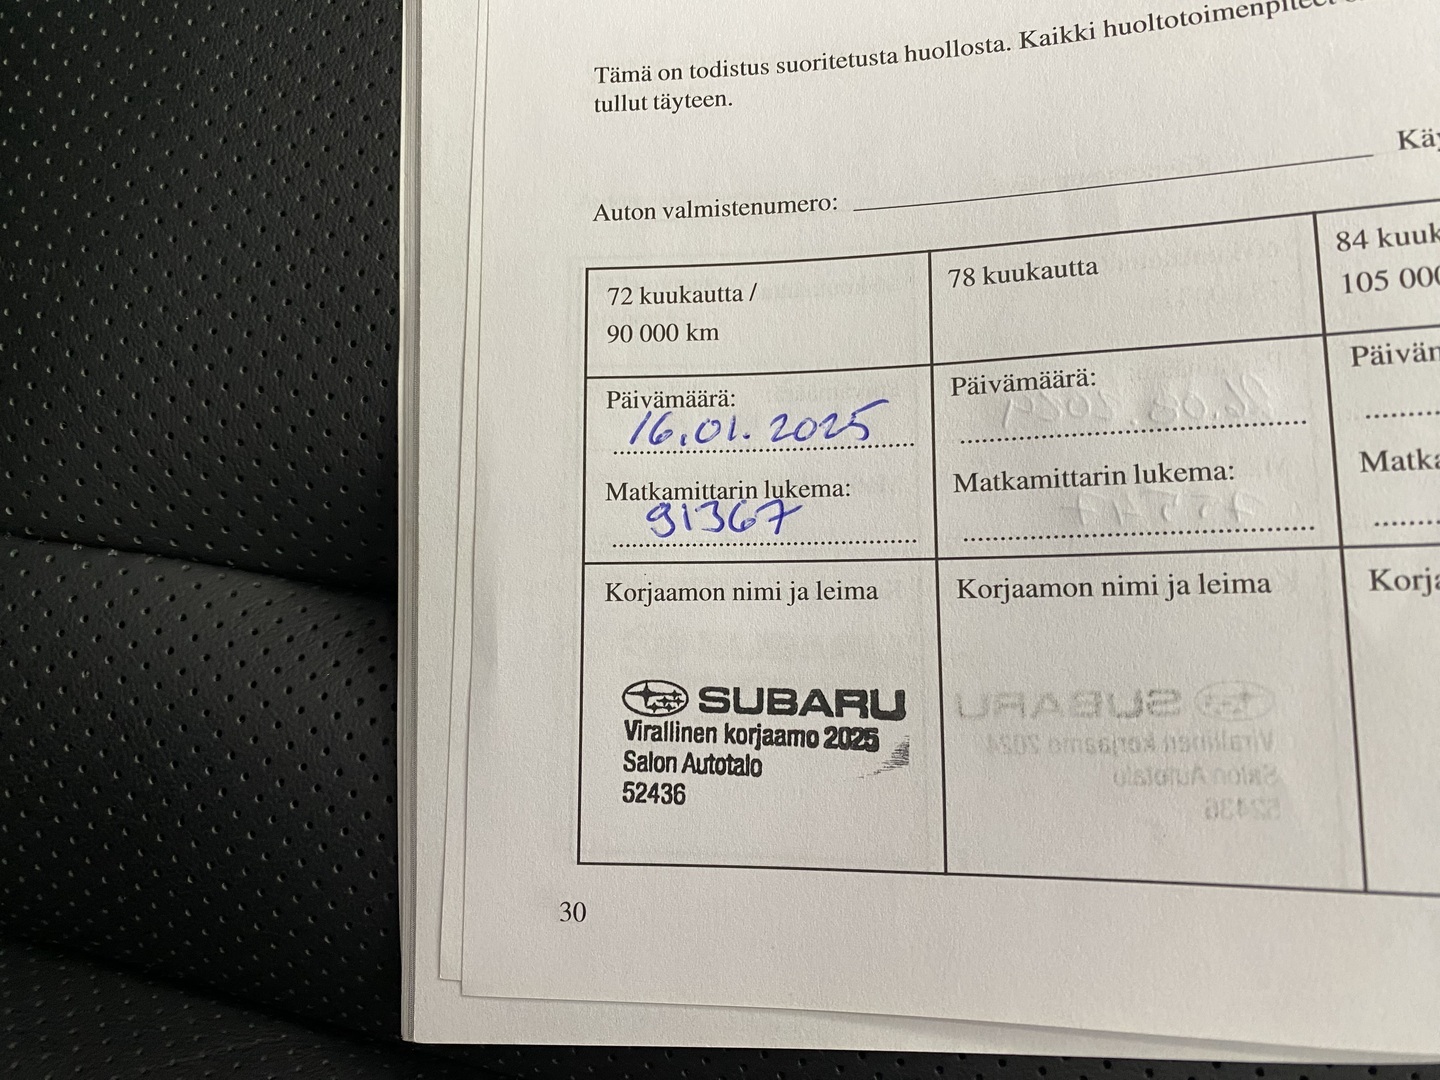 Tämä on todistus suoritetusta huollosta. Kaikki huoltotoimenpiteet
tullut täyteen.
Auton valmistenumero:
72 kuukautta /
90 000 km
Päivämäärä:
16.01.2025
Matkamittarin lukema:
91367
Korjaamon nimi ja leima
SUBARU
Virallinen korjaamo 2025
Salon Autotalo
52436
78 kuukautta
Päivämäärä:
Matkamittarin lukema:
Korjaamon nimi ja leima
84 kuuk
105 000
Päivän
Matka
Korja
30